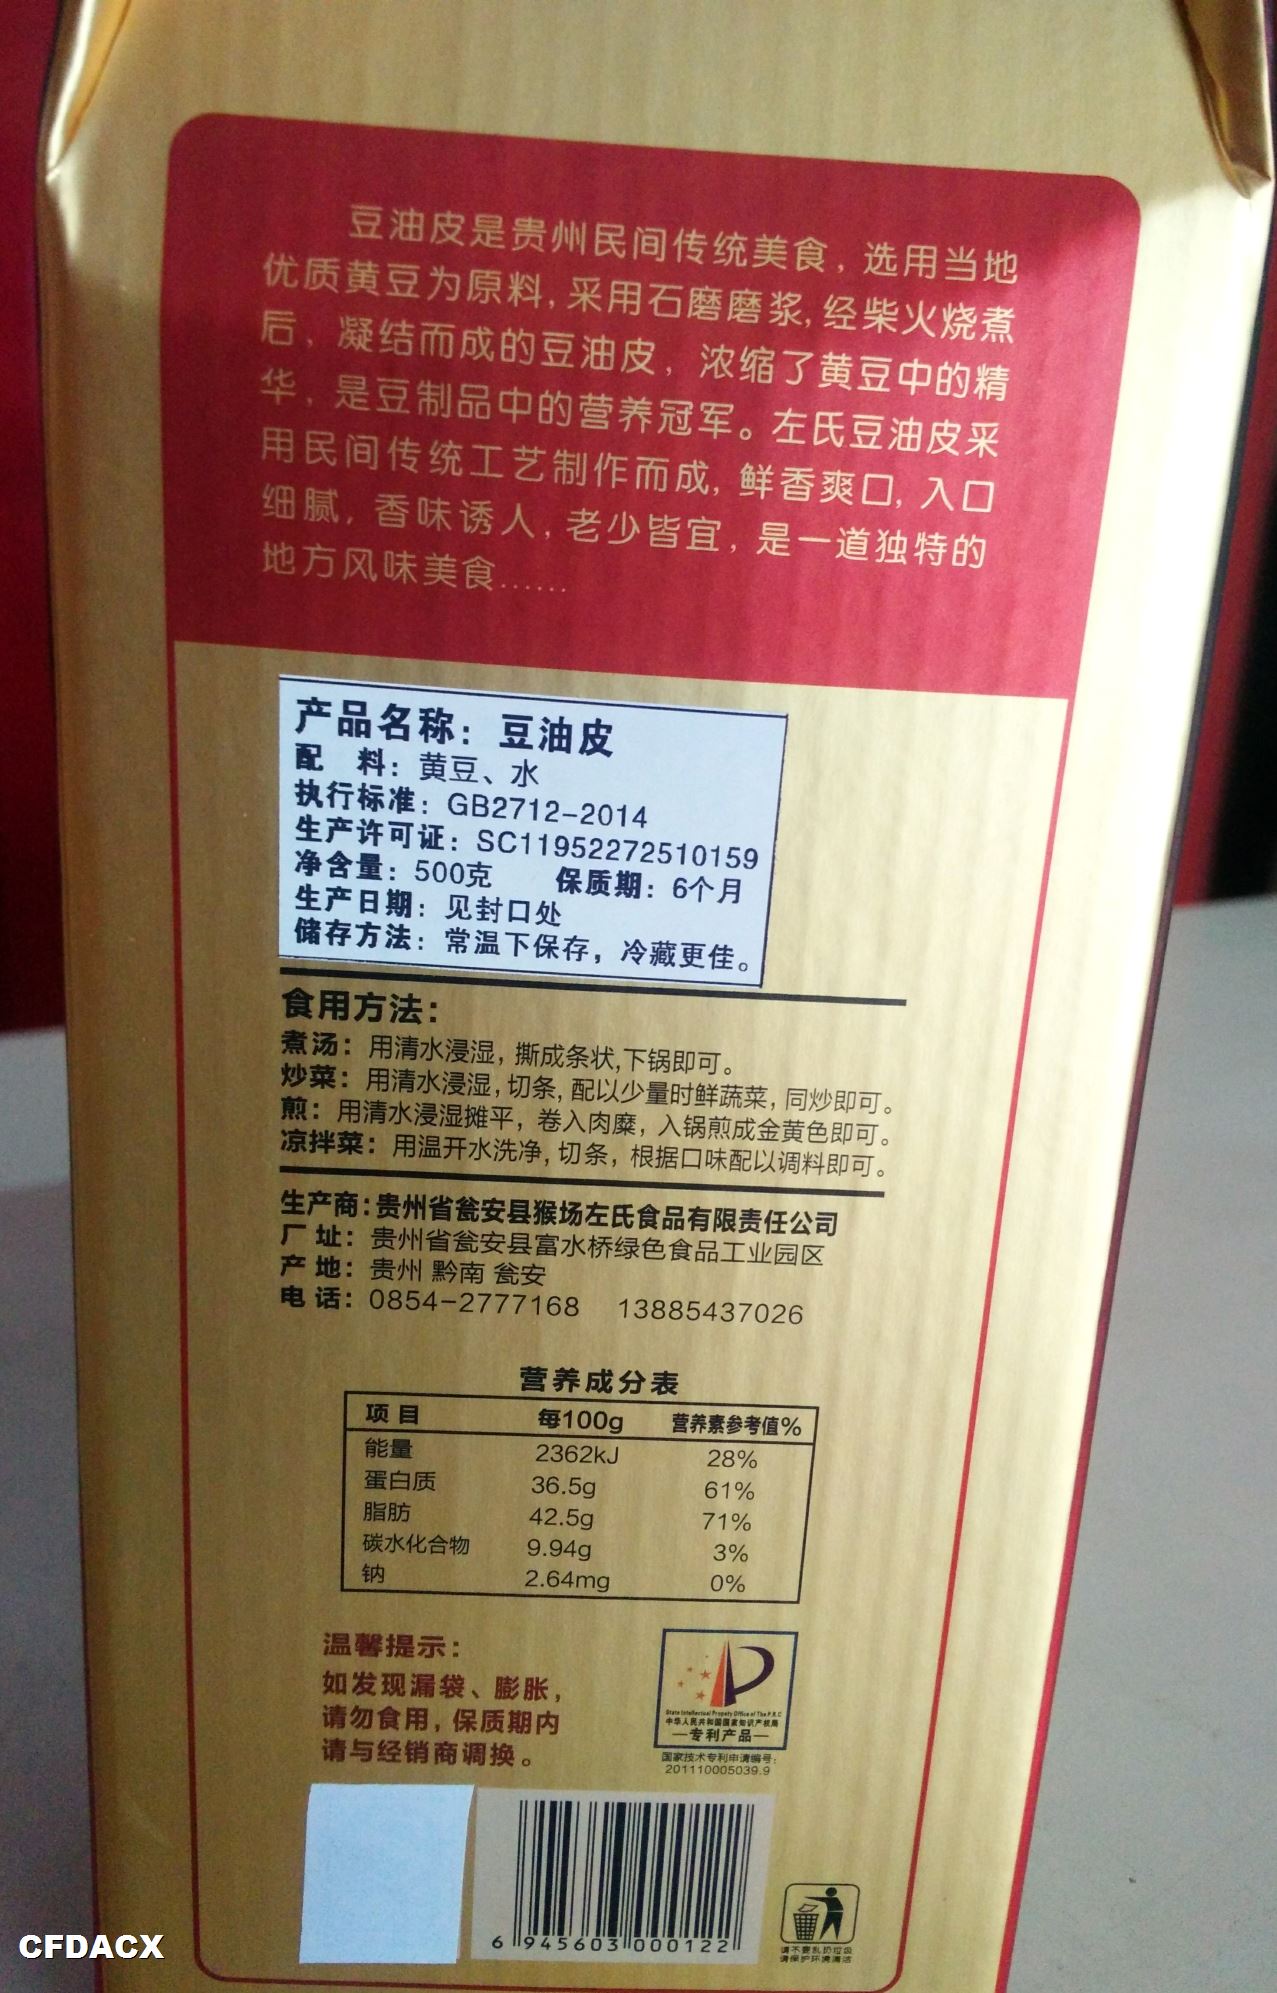 豆油皮是贵州民间传统美食，选用当地
优质黄豆为原料，采用石磨磨浆，经柴火烧煮
后，凝结而成的豆油皮，浓缩了黄豆中的精
华，是豆制品中的营养冠军。左氏豆油皮采
用民间传统工艺制作而成，鲜香爽口，入口
细腻，香味诱人，老少皆宜，是一道独特的
地方风味美食……
产品名称：豆油皮
配 料：黄豆、水
执行标准：GB2712-2014
生产许可证：SC11952272510159
净含量：500克 保质期：6个月
生产日期：见封口处
储存方法：常温下保存，冷藏更佳。
食用方法：
煮汤：用清水浸湿，撕成条状，下锅即可。
炒菜：用清水浸湿，切条，配以少量时鲜蔬菜，同炒即可。
煎：用清水浸湿摊平，卷入肉糜，入锅煎成金黄色即可。
凉拌菜：用温开水洗净，切条，根据口味配以调料即可。
生产商：贵州省瓮安县猴场左氏食品有限责任公司
厂 址：贵州省瓮安县富水桥绿色食品工业园区
产 地：贵州 黔南 瓮安
电 话：0854-2777168 13885437026
营养成分表
项目 每100g 营养素参考值%
能量 2362kJ 28%
蛋白质 36.5g 61%
脂肪 42.5g 71%
碳水化合物 9.94g 3%
钠 2.64mg 0%
温馨提示：
如发现漏袋、膨胀，
请勿食用，保质期内
请与经销商调换。
State Intellectual Propety Office of The P.R.C
中华人民共和国国家知识产权局
—专利产品—
国家技术专利申请编号：
201110005039.9
6 945603 000122
请不要乱扔垃圾
请保护环境清洁
CFDACX